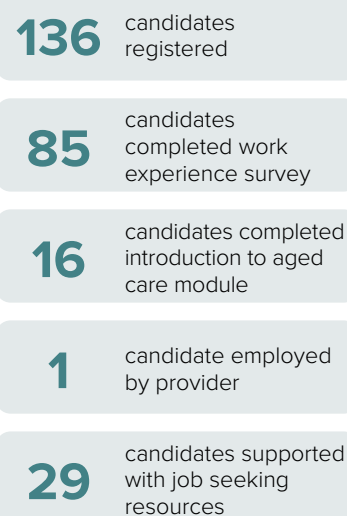 136
candidates
registered
85
candidates
completed work
experience survey
16
candidates completed
introduction to aged
care module
1
candidate employed
by provider
29
candidates supported
with job seeking
resources